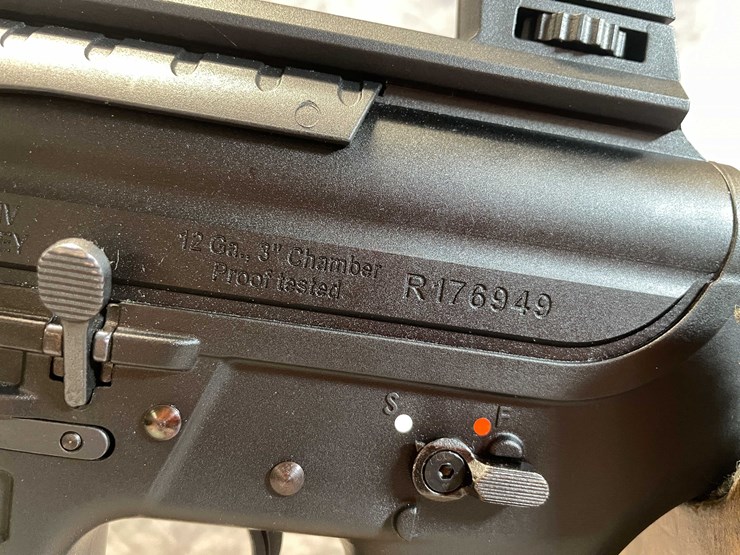 12 Ga., 3" Chamber
Proof tested
R176949
S F